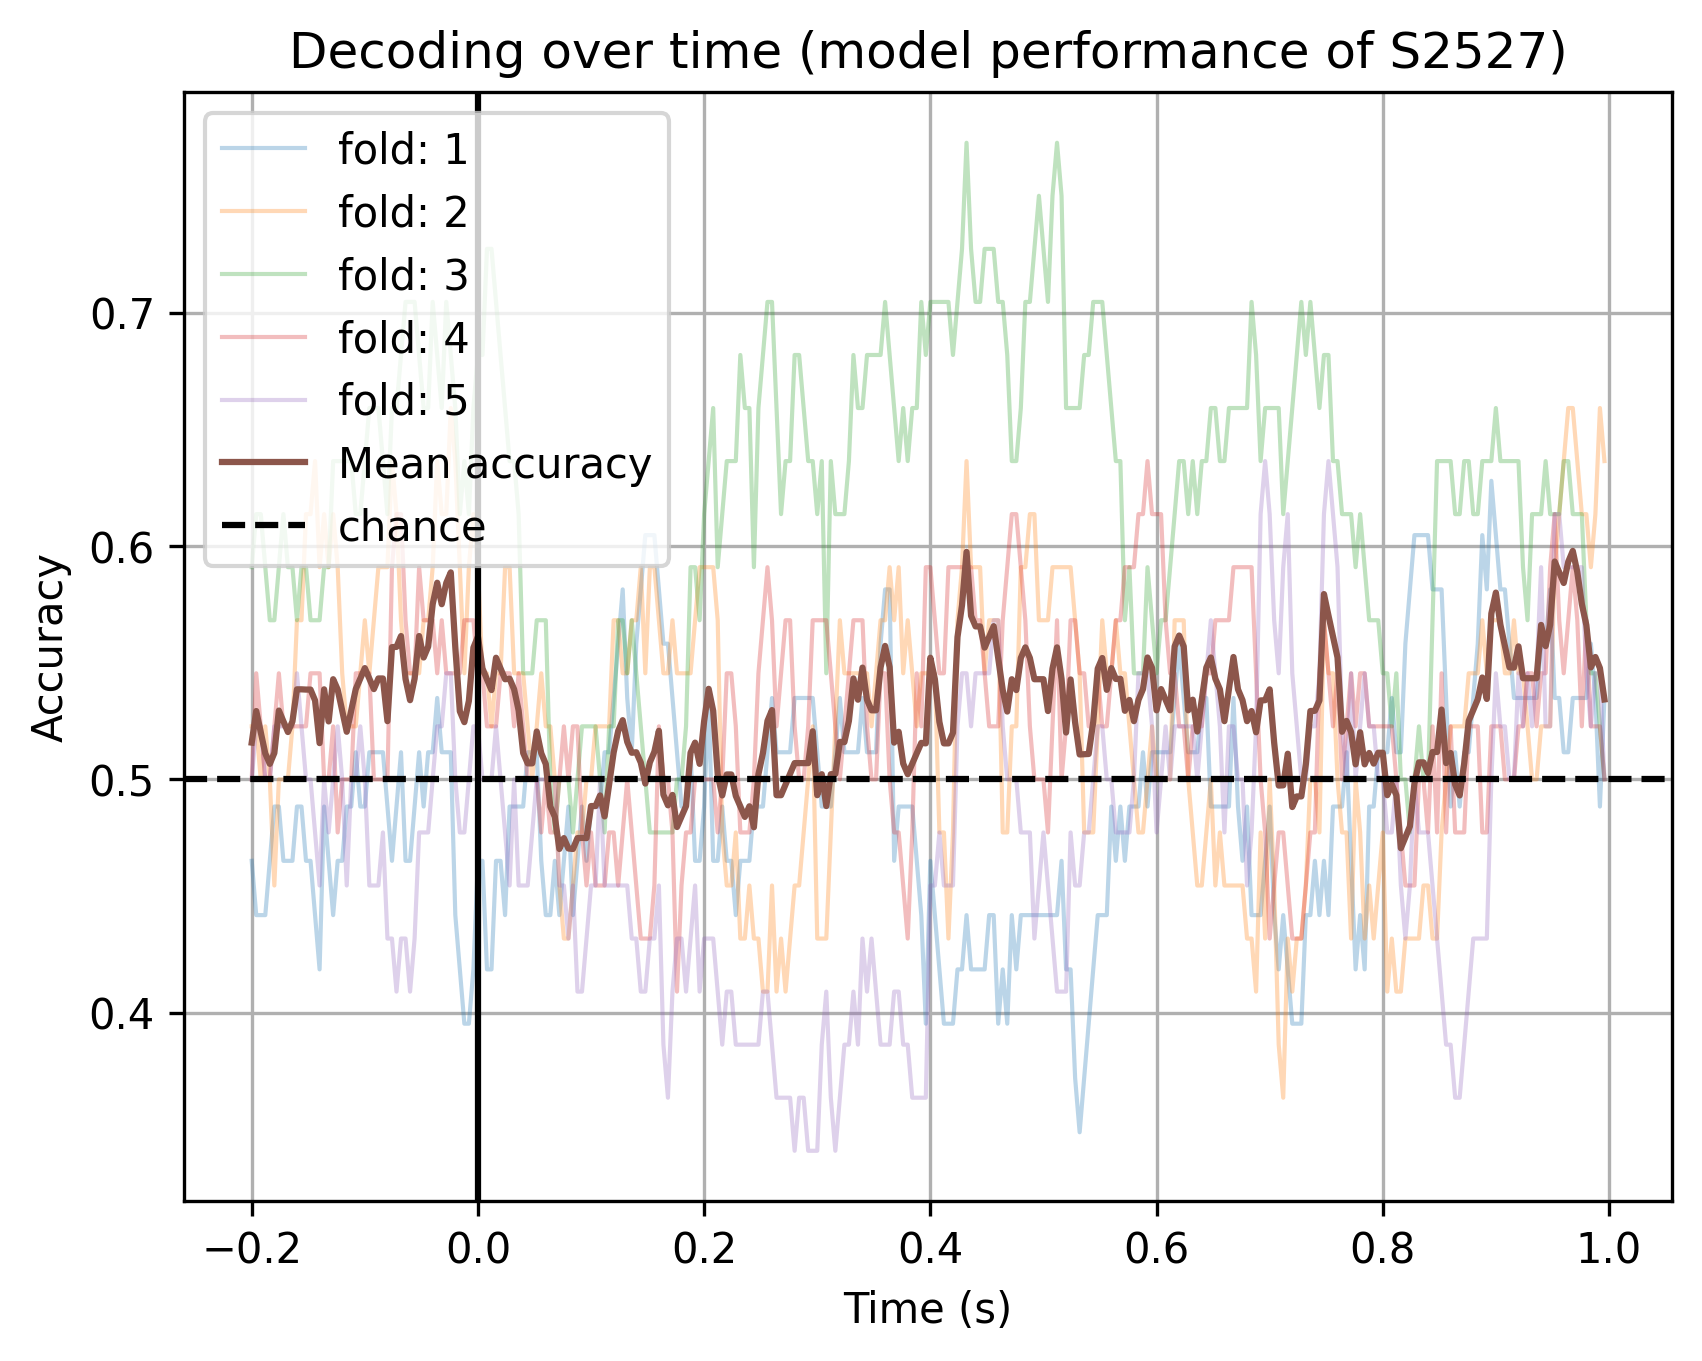 Decoding over time (model performance of S2527)
fold: 1
fold: 2
fold: 3
fold: 4
fold: 5
Mean accuracy
chance
Accuracy
0.7
0.6
0.5
0.4
−0.2 0.0 0.2 0.4 0.6 0.8 1.0
Time (s)